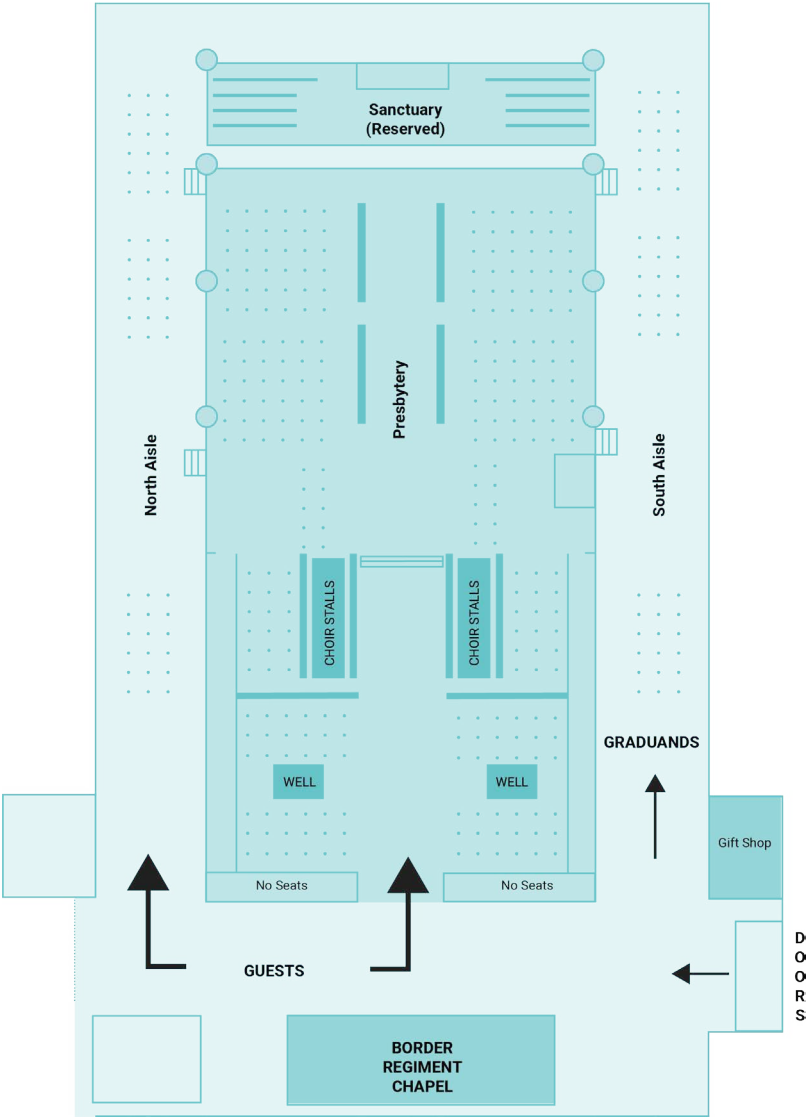 Sanctuary
(Reserved)
Presbytery
North Aisle
South Aisle
CHOIR STALLS
CHOIR STALLS
GRADUANDS
WELL
WELL
Gift Shop
No Seats
No Seats
D
O
O
R
S
GUESTS
BORDER
REGIMENT
CHAPEL